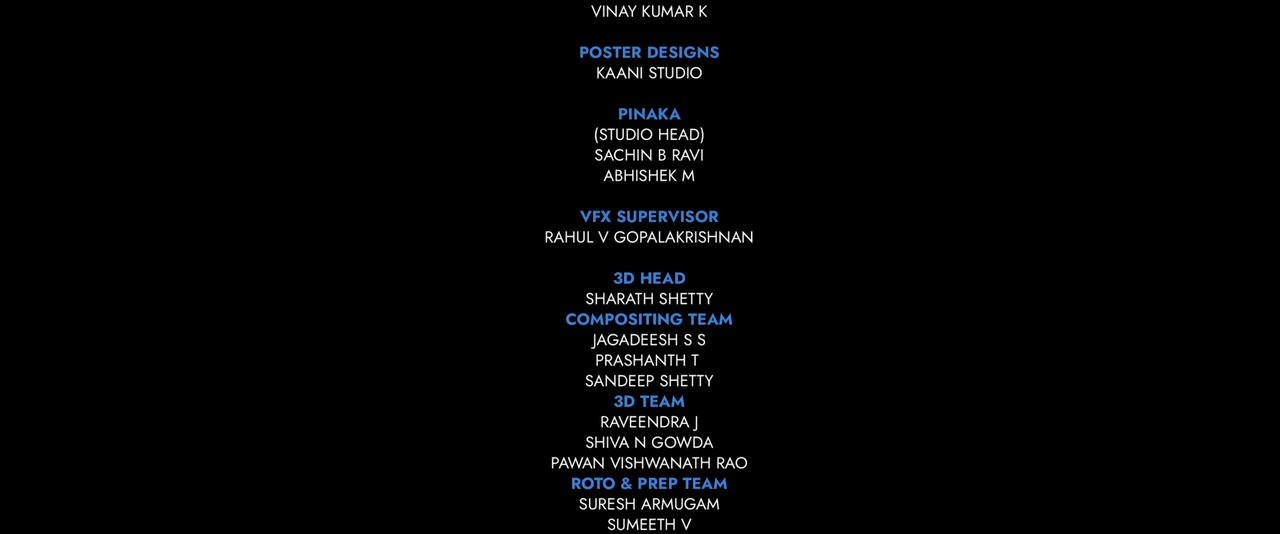 VINAY KUMAR K
POSTER DESIGNS
KAANI STUDIO
PINAKA
(STUDIO HEAD)
SACHIN B RAVI
ABHISHEK M
VFX SUPERVISOR
RAHUL V GOPALAKRISHNAN
3D HEAD
SHARATH SHETTY
COMPOSITING TEAM
JAGADEESH S S
PRASHANTH T
SANDEEP SHETTY
3D TEAM
RAVEENDRA J
SHIVA N GOWDA
PAWAN VISHWANATH RAO
ROTO & PREP TEAM
SURESH ARMUGAM
SUMEETH V